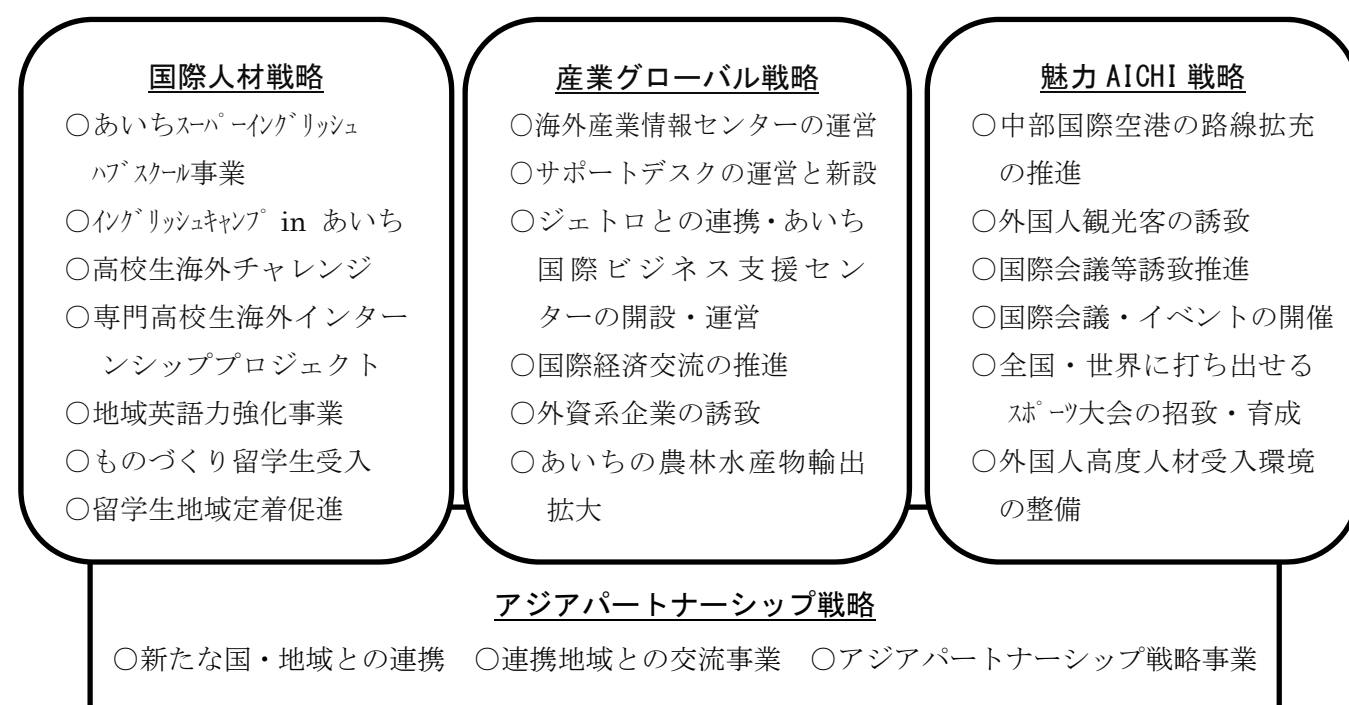 国際人材戦略
○あいちスーパーイングリッシュ
ハブスクール事業
○イングリッシュキャンプ in あいち
○高校生海外チャレンジ
○専門高校生海外インター
ンシッププロジェクト
○地域英語力強化事業
○ものづくり留学生受入
○留学生地域定着促進
産業グローバル戦略
○海外産業情報センターの運営
○サポートデスクの運営と新設
○ジェトロとの連携・あいち
国際ビジネス支援セン
ターの開設・運営
○国際経済交流の推進
○外資系企業の誘致
○あいちの農林水産物輸出
拡大
魅力 AICHI 戦略
○中部国際空港の路線拡充
の推進
○外国人観光客の誘致
○国際会議等誘致推進
○国際会議・イベントの開催
○全国・世界に打ち出せる
スポーツ大会の招致・育成
○外国人高度人材受入環境
の整備
アジアパートナーシップ戦略
○新たな国・地域との連携 ○連携地域との交流事業 ○アジアパートナーシップ戦略事業